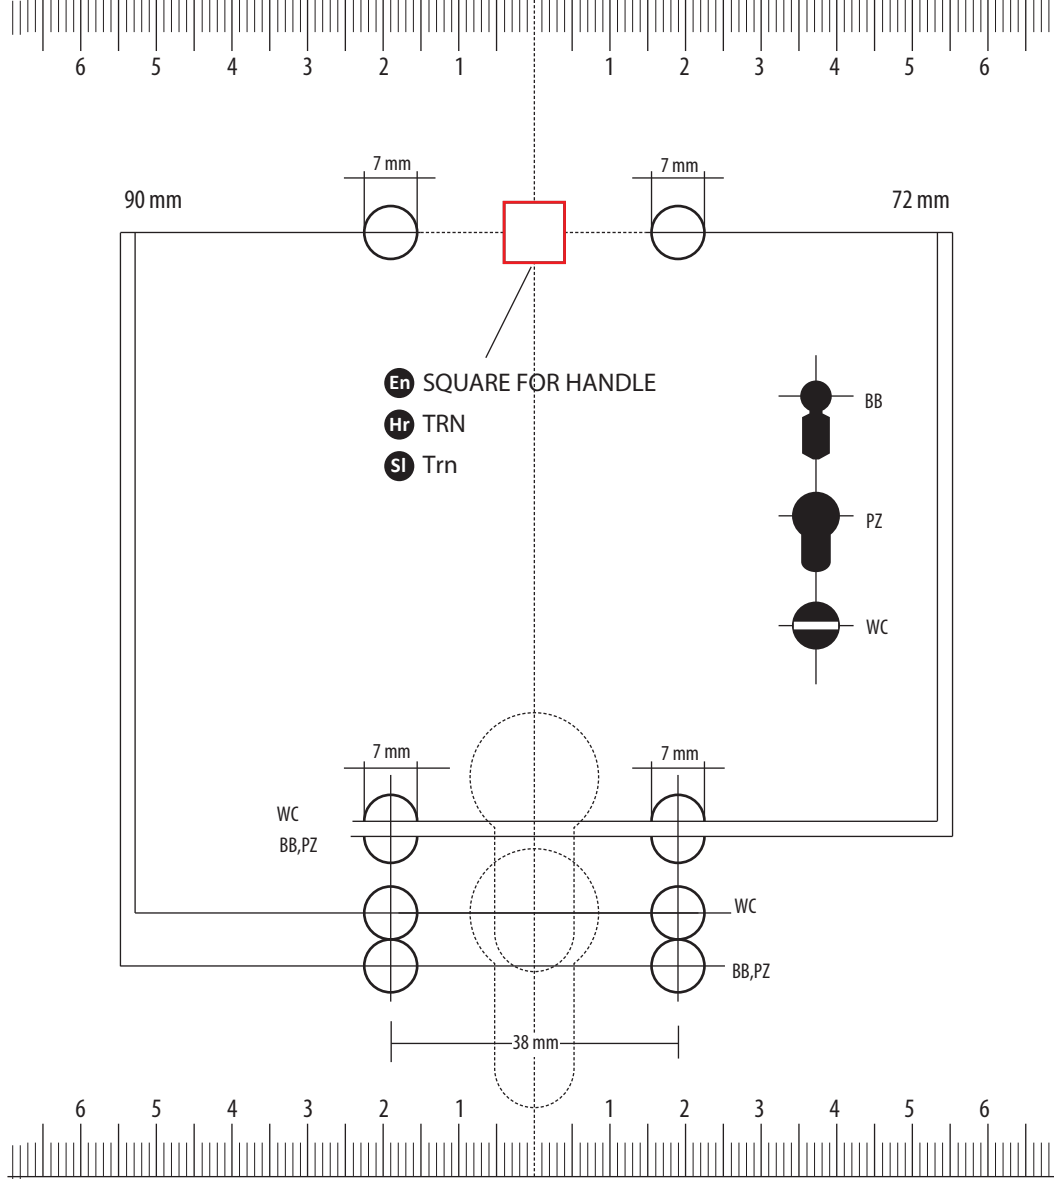 6 5 4 3 2 1 1 2 3 4 5 6
7 mm 7 mm
90 mm 72 mm
En SQUARE FOR HANDLE
BB
Hr TRN
Sl Trn
PZ
WC
7 mm 7 mm
WC
BB,PZ
WC
BB,PZ
38 mm
6 5 4 3 2 1 1 2 3 4 5 6